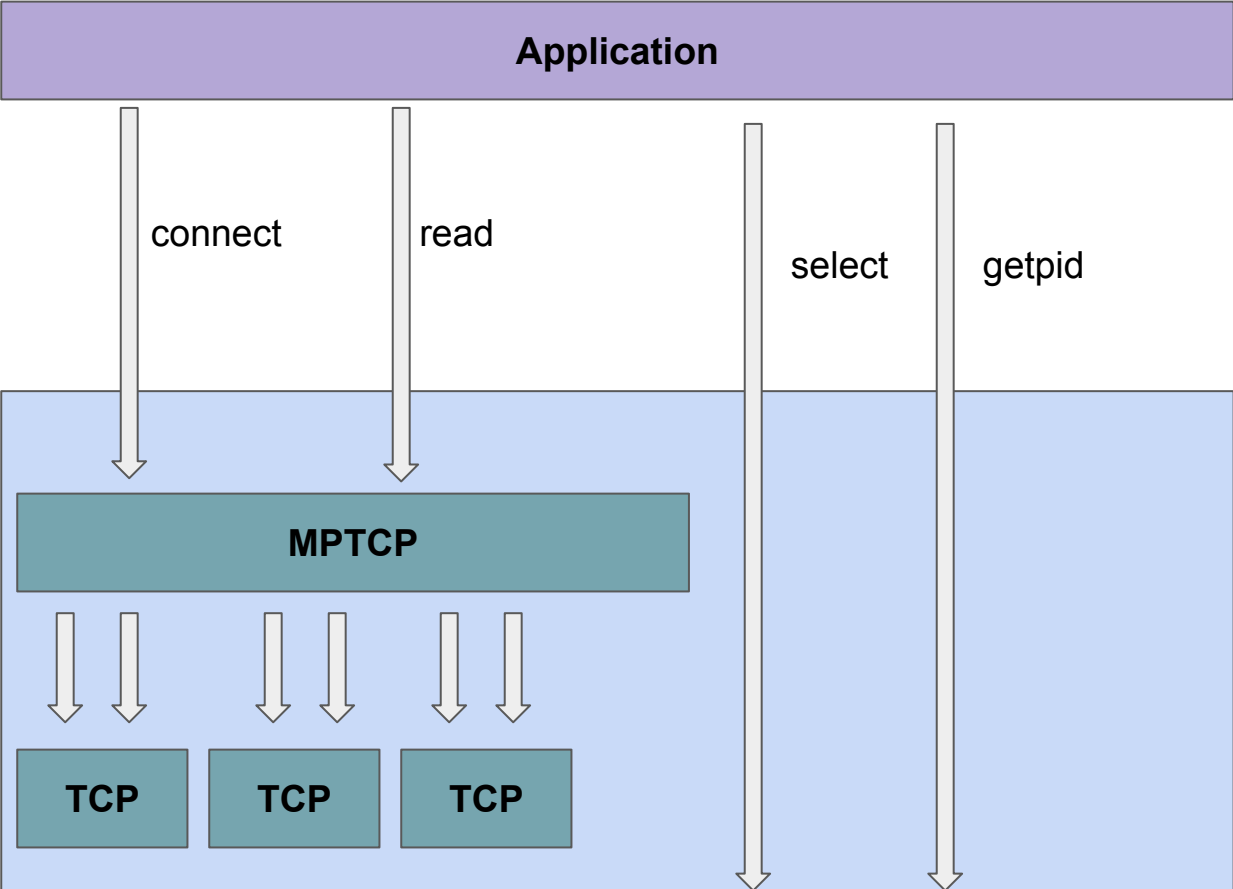 Application
connect
read
select
getpid
MPTCP
TCP
TCP
TCP